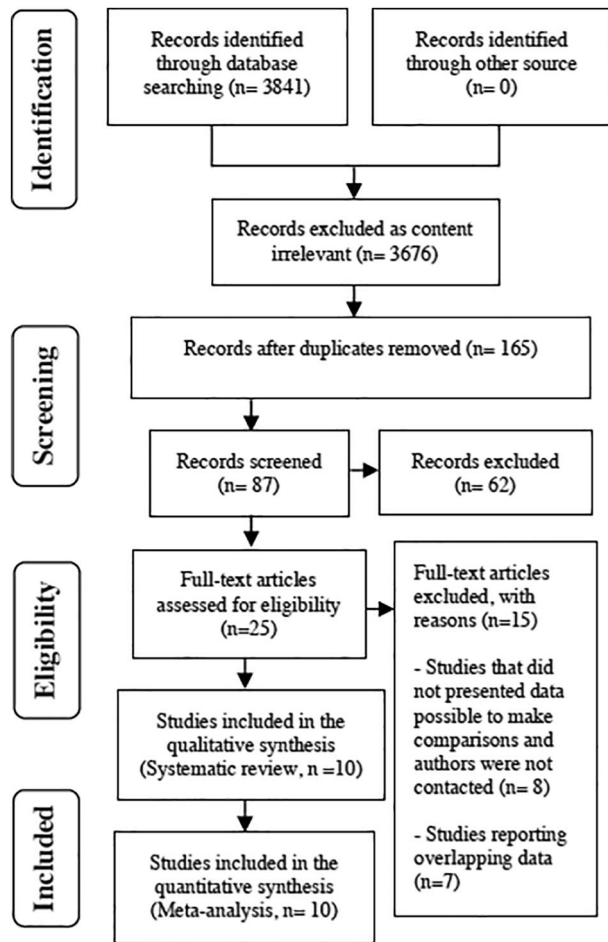 Identification
Records identified
through database
searching (n= 3841)
Records identified
through other source
(n= 0)
Records excluded as content
irrelevant (n= 3676)
Screening
Records after duplicates removed (n= 165)
Records screened
(n= 87)
Records excluded
(n= 62)
Eligibility
Full-text articles
assessed for eligibility
(n=25)
Full-text articles
excluded, with
reasons (n=15)
- Studies that did
not presented data
possible to make
comparisons and
authors were not
contacted (n= 8)
- Studies reporting
overlapping data
(n=7)
Studies included in the
qualitative synthesis
(Systematic review, n =10)
Included
Studies included in the
quantitative synthesis
(Meta-analysis, n= 10)